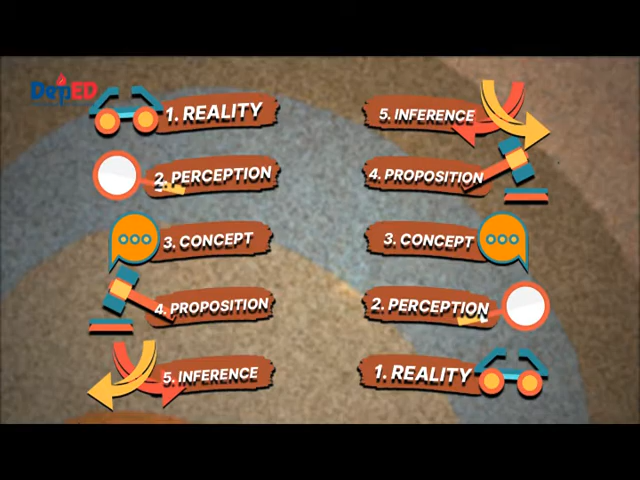 DepED
1. REALITY
2. PERCEPTION
3. CONCEPT
4. PROPOSITION
5. INFERENCE
5. INFERENCE
4. PROPOSITION
3. CONCEPT
2. PERCEPTION
1. REALITY